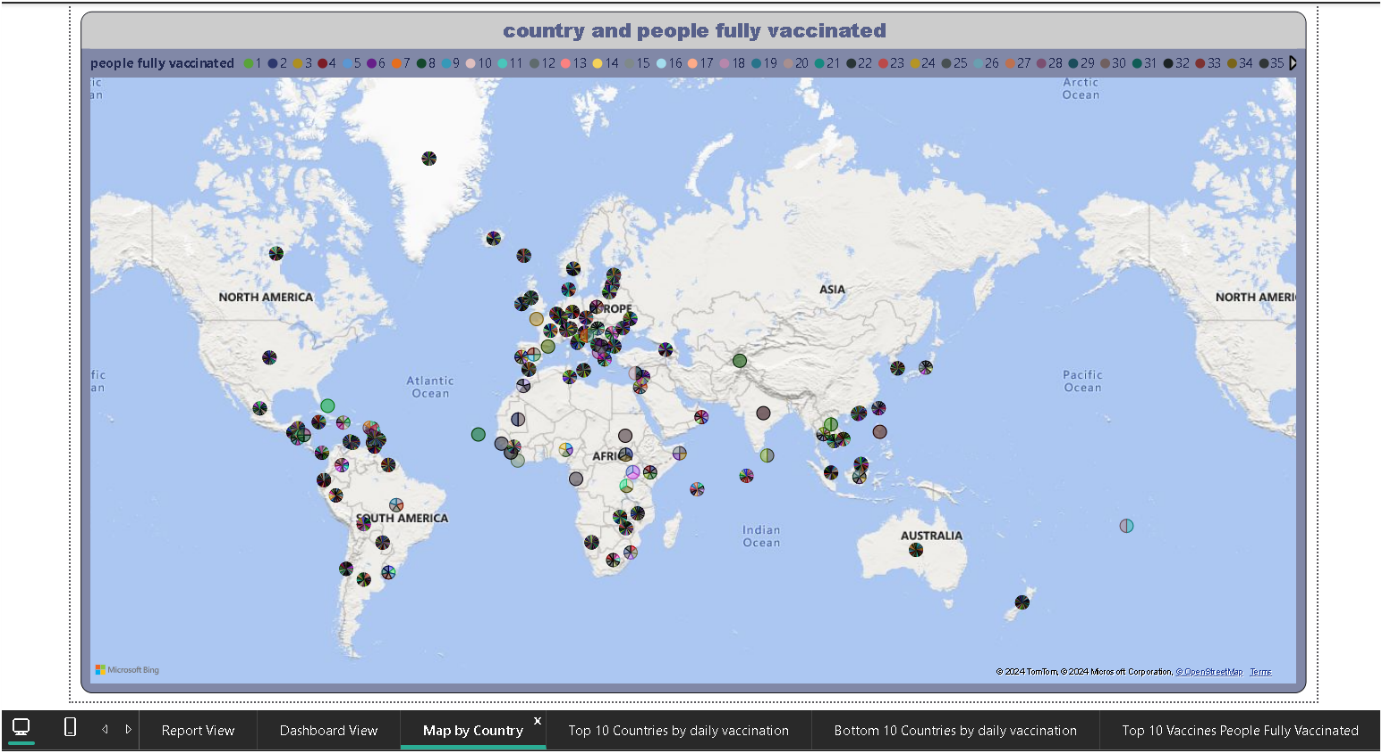 country and people fully vaccinated
people fully vaccinated 1 2 3 4 5 6 7 8 9 10 11 12 13 14 15 16 17 18 19 20 21 22 23 24 25 26 27 28 29 30 31 32 33 34 35
ic
an
Arctic
Ocean
NORTH AMERICA
ASIA
NORTH AMERI
fic
an
Atlantic
Ocean
Pacific
Ocean
SOUTH AMERICA
Indian
Ocean
AUSTRALIA
Microsoft Bing
© 2024 TomTom, © 2024 Microsoft Corporation, © OpenStreetMap Terms
Report View
Dashboard View
Map by Country
x
Top 10 Countries by daily vaccination
Bottom 10 Countries by daily vaccination
Top 10 Vaccines People Fully Vaccinated